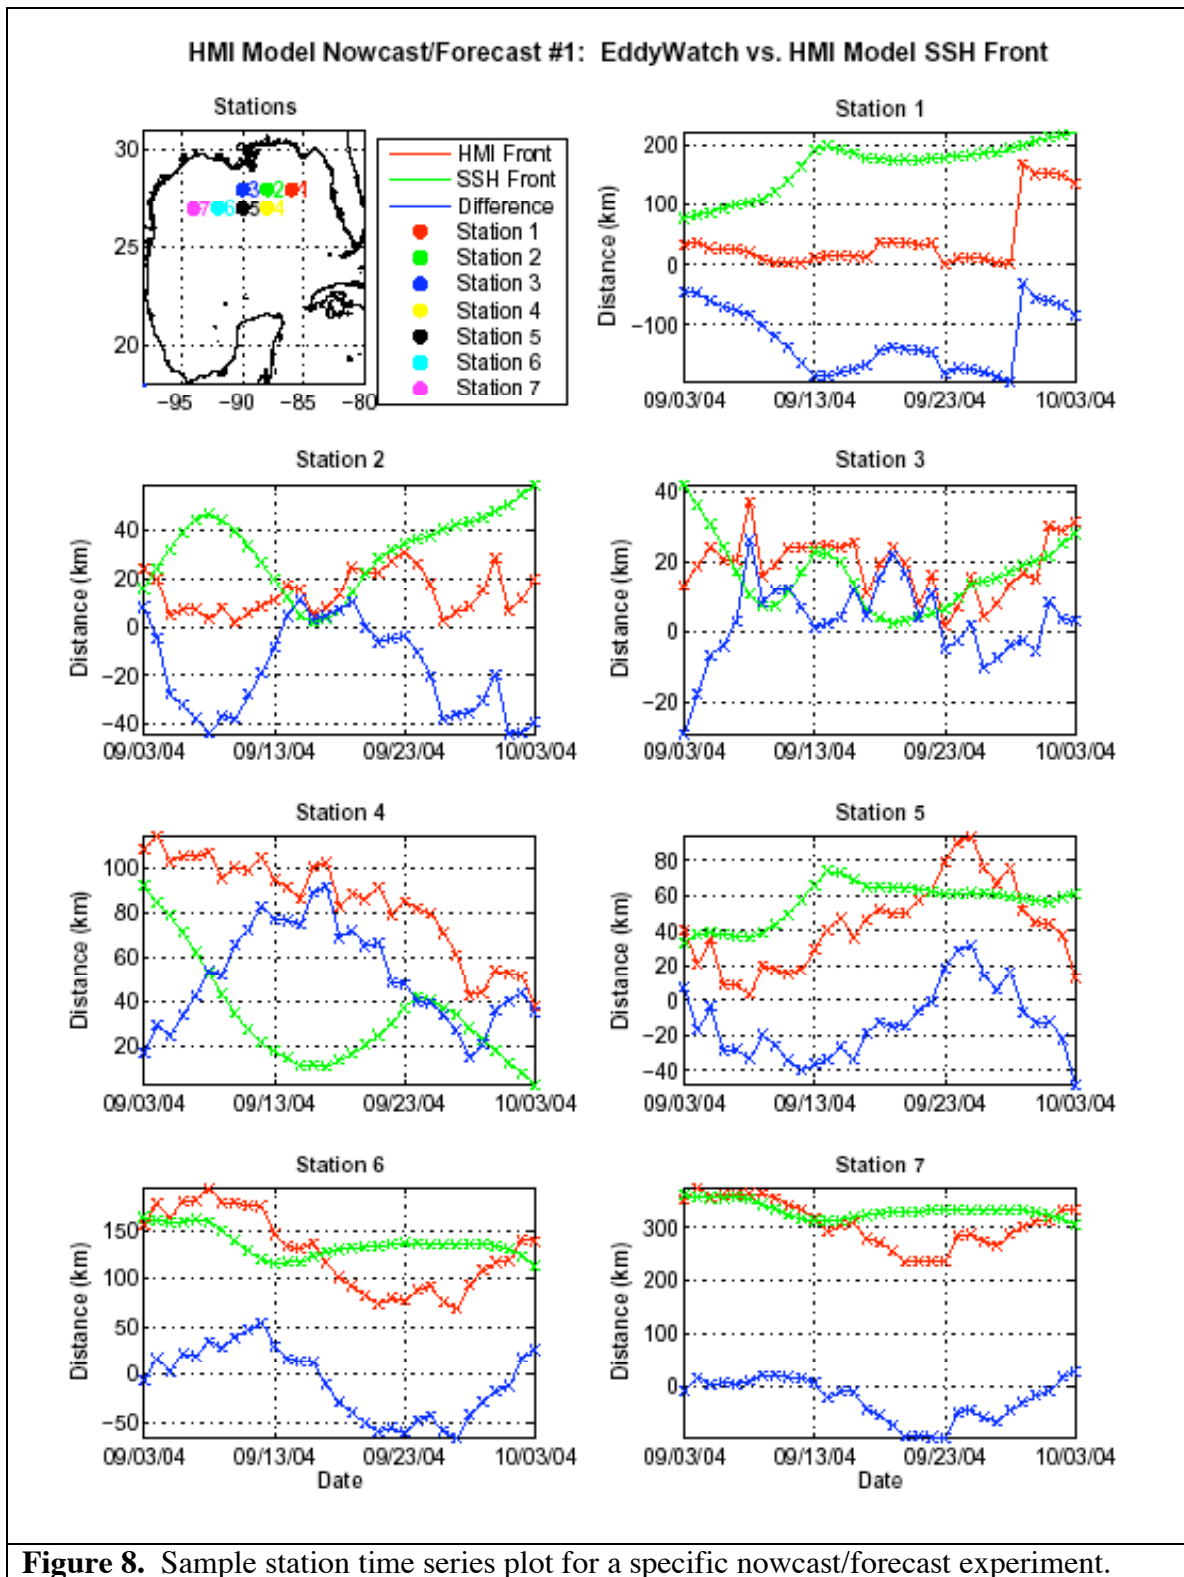 HMI Model Nowcast/Forecast #1: EddyWatch vs. HMI Model SSH Front
Stations
30
25
20
−95 −90 −85 −80
3 2 1
7 6 5 4
HMI Front
SSH Front
Difference
Station 1
Station 2
Station 3
Station 4
Station 5
Station 6
Station 7
Station 1
Distance (km)
200
100
0
−100
09/03/04 09/13/04 09/23/04 10/03/04
Station 2
Distance (km)
40
20
0
−20
−40
09/03/04 09/13/04 09/23/04 10/03/04
Station 3
Distance (km)
40
20
0
−20
09/03/04 09/13/04 09/23/04 10/03/04
Station 4
Distance (km)
100
80
60
40
20
09/03/04 09/13/04 09/23/04 10/03/04
Station 5
Distance (km)
80
60
40
20
0
−20
−40
09/03/04 09/13/04 09/23/04 10/03/04
Station 6
Distance (km)
150
100
50
0
−50
09/03/04 09/13/04 09/23/04 10/03/04
Date
Station 7
Distance (km)
300
200
100
0
09/03/04 09/13/04 09/23/04 10/03/04
Date
Figure 8. Sample station time series plot for a specific nowcast/forecast experiment.